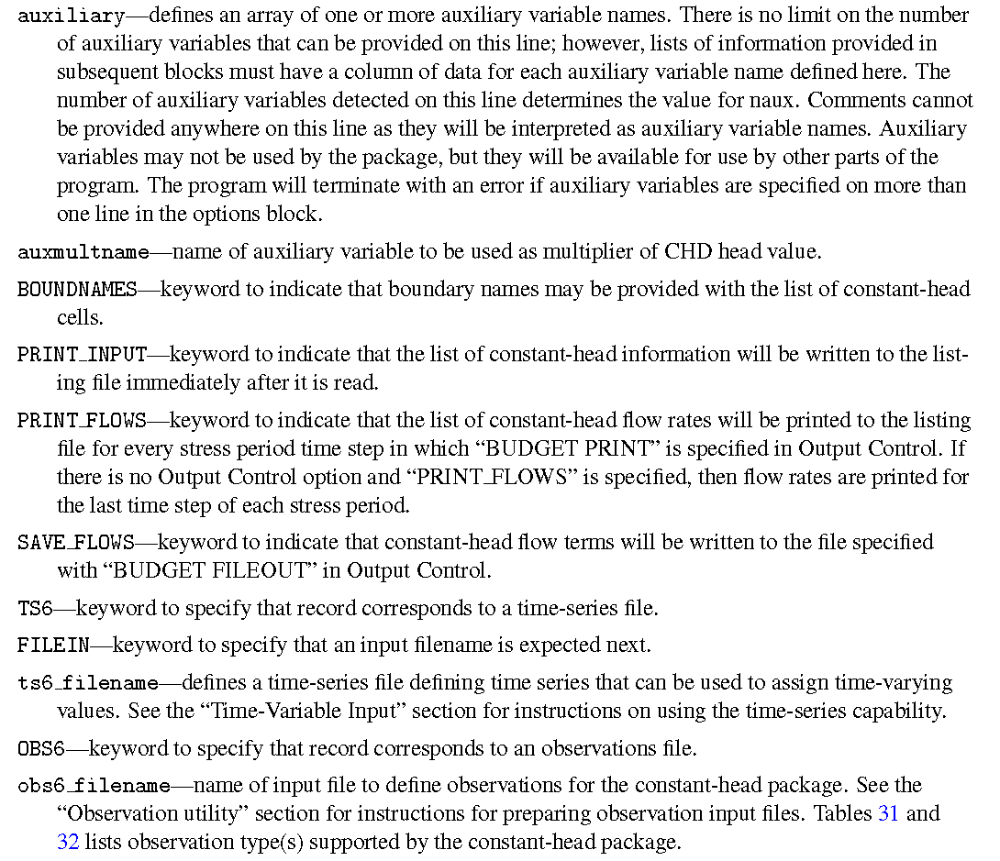 auxiliary—defines an array of one or more auxiliary variable names. There is no limit on the number
of auxiliary variables that can be provided on this line; however, lists of information provided in
subsequent blocks must have a column of data for each auxiliary variable name defined here. The
number of auxiliary variables detected on this line determines the value for naux. Comments cannot
be provided anywhere on this line as they will be interpreted as auxiliary variable names. Auxiliary
variables may not be used by the package, but they will be available for use by other parts of the
program. The program will terminate with an error if auxiliary variables are specified on more than
one line in the options block.
auxmultname—name of auxiliary variable to be used as multiplier of CHD head value.
BOUNDNAMES—keyword to indicate that boundary names may be provided with the list of constant-head
cells.
PRINT_INPUT—keyword to indicate that the list of constant-head information will be written to the list-
ing file immediately after it is read.
PRINT_FLOWS—keyword to indicate that the list of constant-head flow rates will be printed to the listing
file for every stress period time step in which “BUDGET PRINT” is specified in Output Control. If
there is no Output Control option and “PRINT_FLOWS” is specified, then flow rates are printed for
the last time step of each stress period.
SAVE_FLOWS—keyword to indicate that constant-head flow terms will be written to the file specified
with “BUDGET FILEOUT” in Output Control.
TS6—keyword to specify that record corresponds to a time-series file.
FILEIN—keyword to specify that an input filename is expected next.
ts6_filename—defines a time-series file defining time series that can be used to assign time-varying
values. See the “Time-Variable Input” section for instructions on using the time-series capability.
OBS6—keyword to specify that record corresponds to an observations file.
obs6_filename—name of input file to define observations for the constant-head package. See the
“Observation utility” section for instructions for preparing observation input files. Tables 31 and
32 lists observation type(s) supported by the constant-head package.